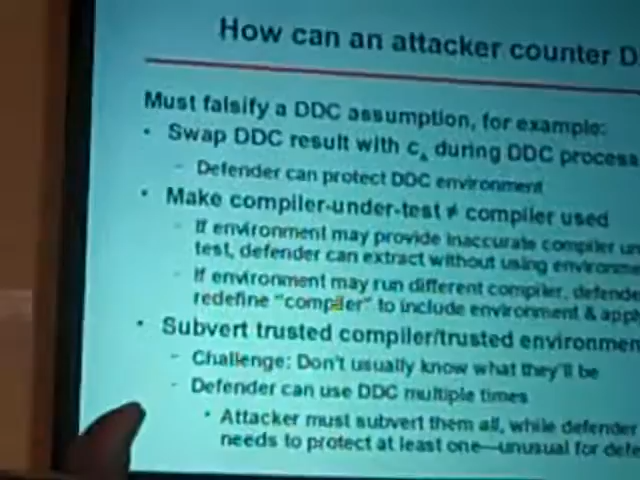 How can an attacker counter D
Must falsify a DDC assumption, for example:
• Swap DDC result with cA during DDC process
- Defender can protect DDC environment
• Make compiler-under-test ≠ compiler used
- If environment may provide inaccurate compiler un
test, defender can extract without using environme
- If environment may run different compiler, defende
redefine "compiler" to include environment & appl
• Subvert trusted compiler/trusted environmen
- Challenge: Don't usually know what they'll be
- Defender can use DDC multiple times
• Attacker must subvert them all, while defender
needs to protect at least one—unusual for defe